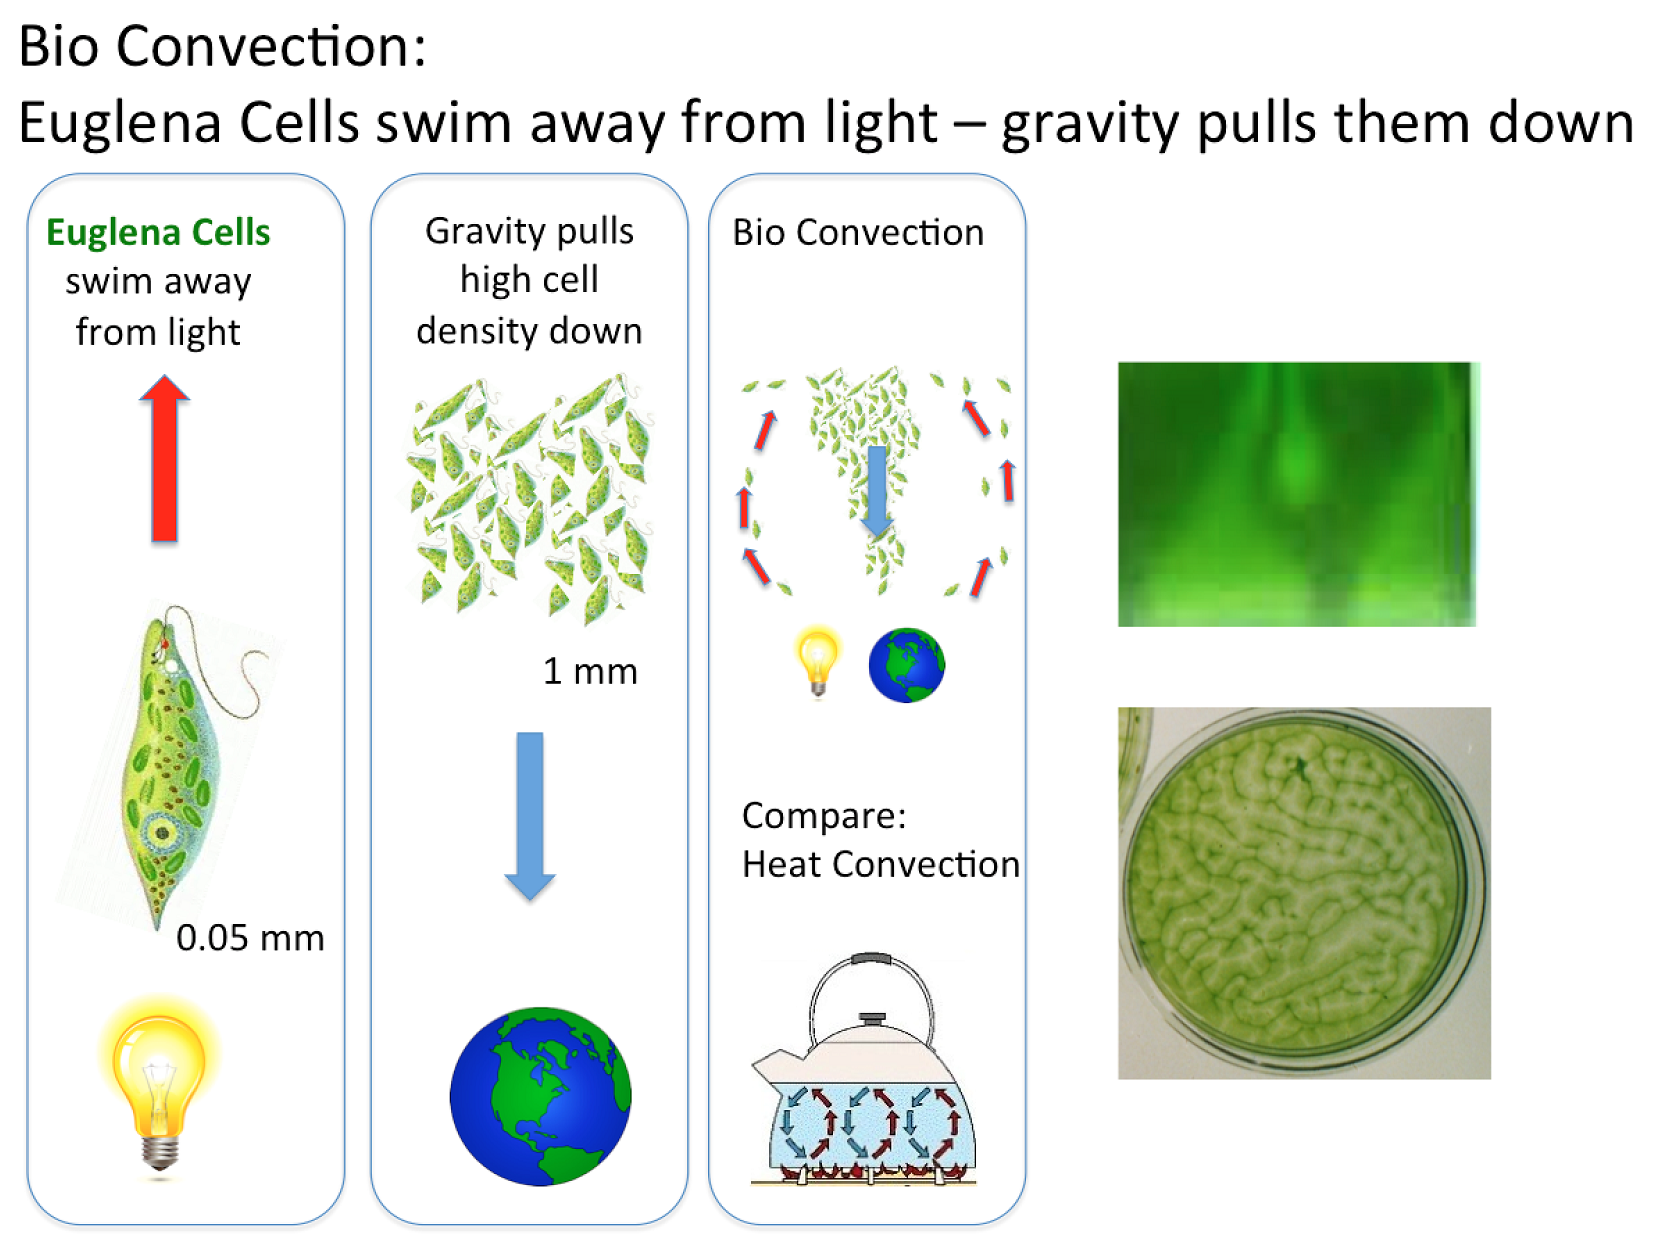 Bio Convection:
Euglena Cells swim away from light – gravity pulls them down
Euglena Cells
swim away
from light
0.05 mm
Gravity pulls
high cell
density down
1 mm
Bio Convection
Compare:
Heat Convection